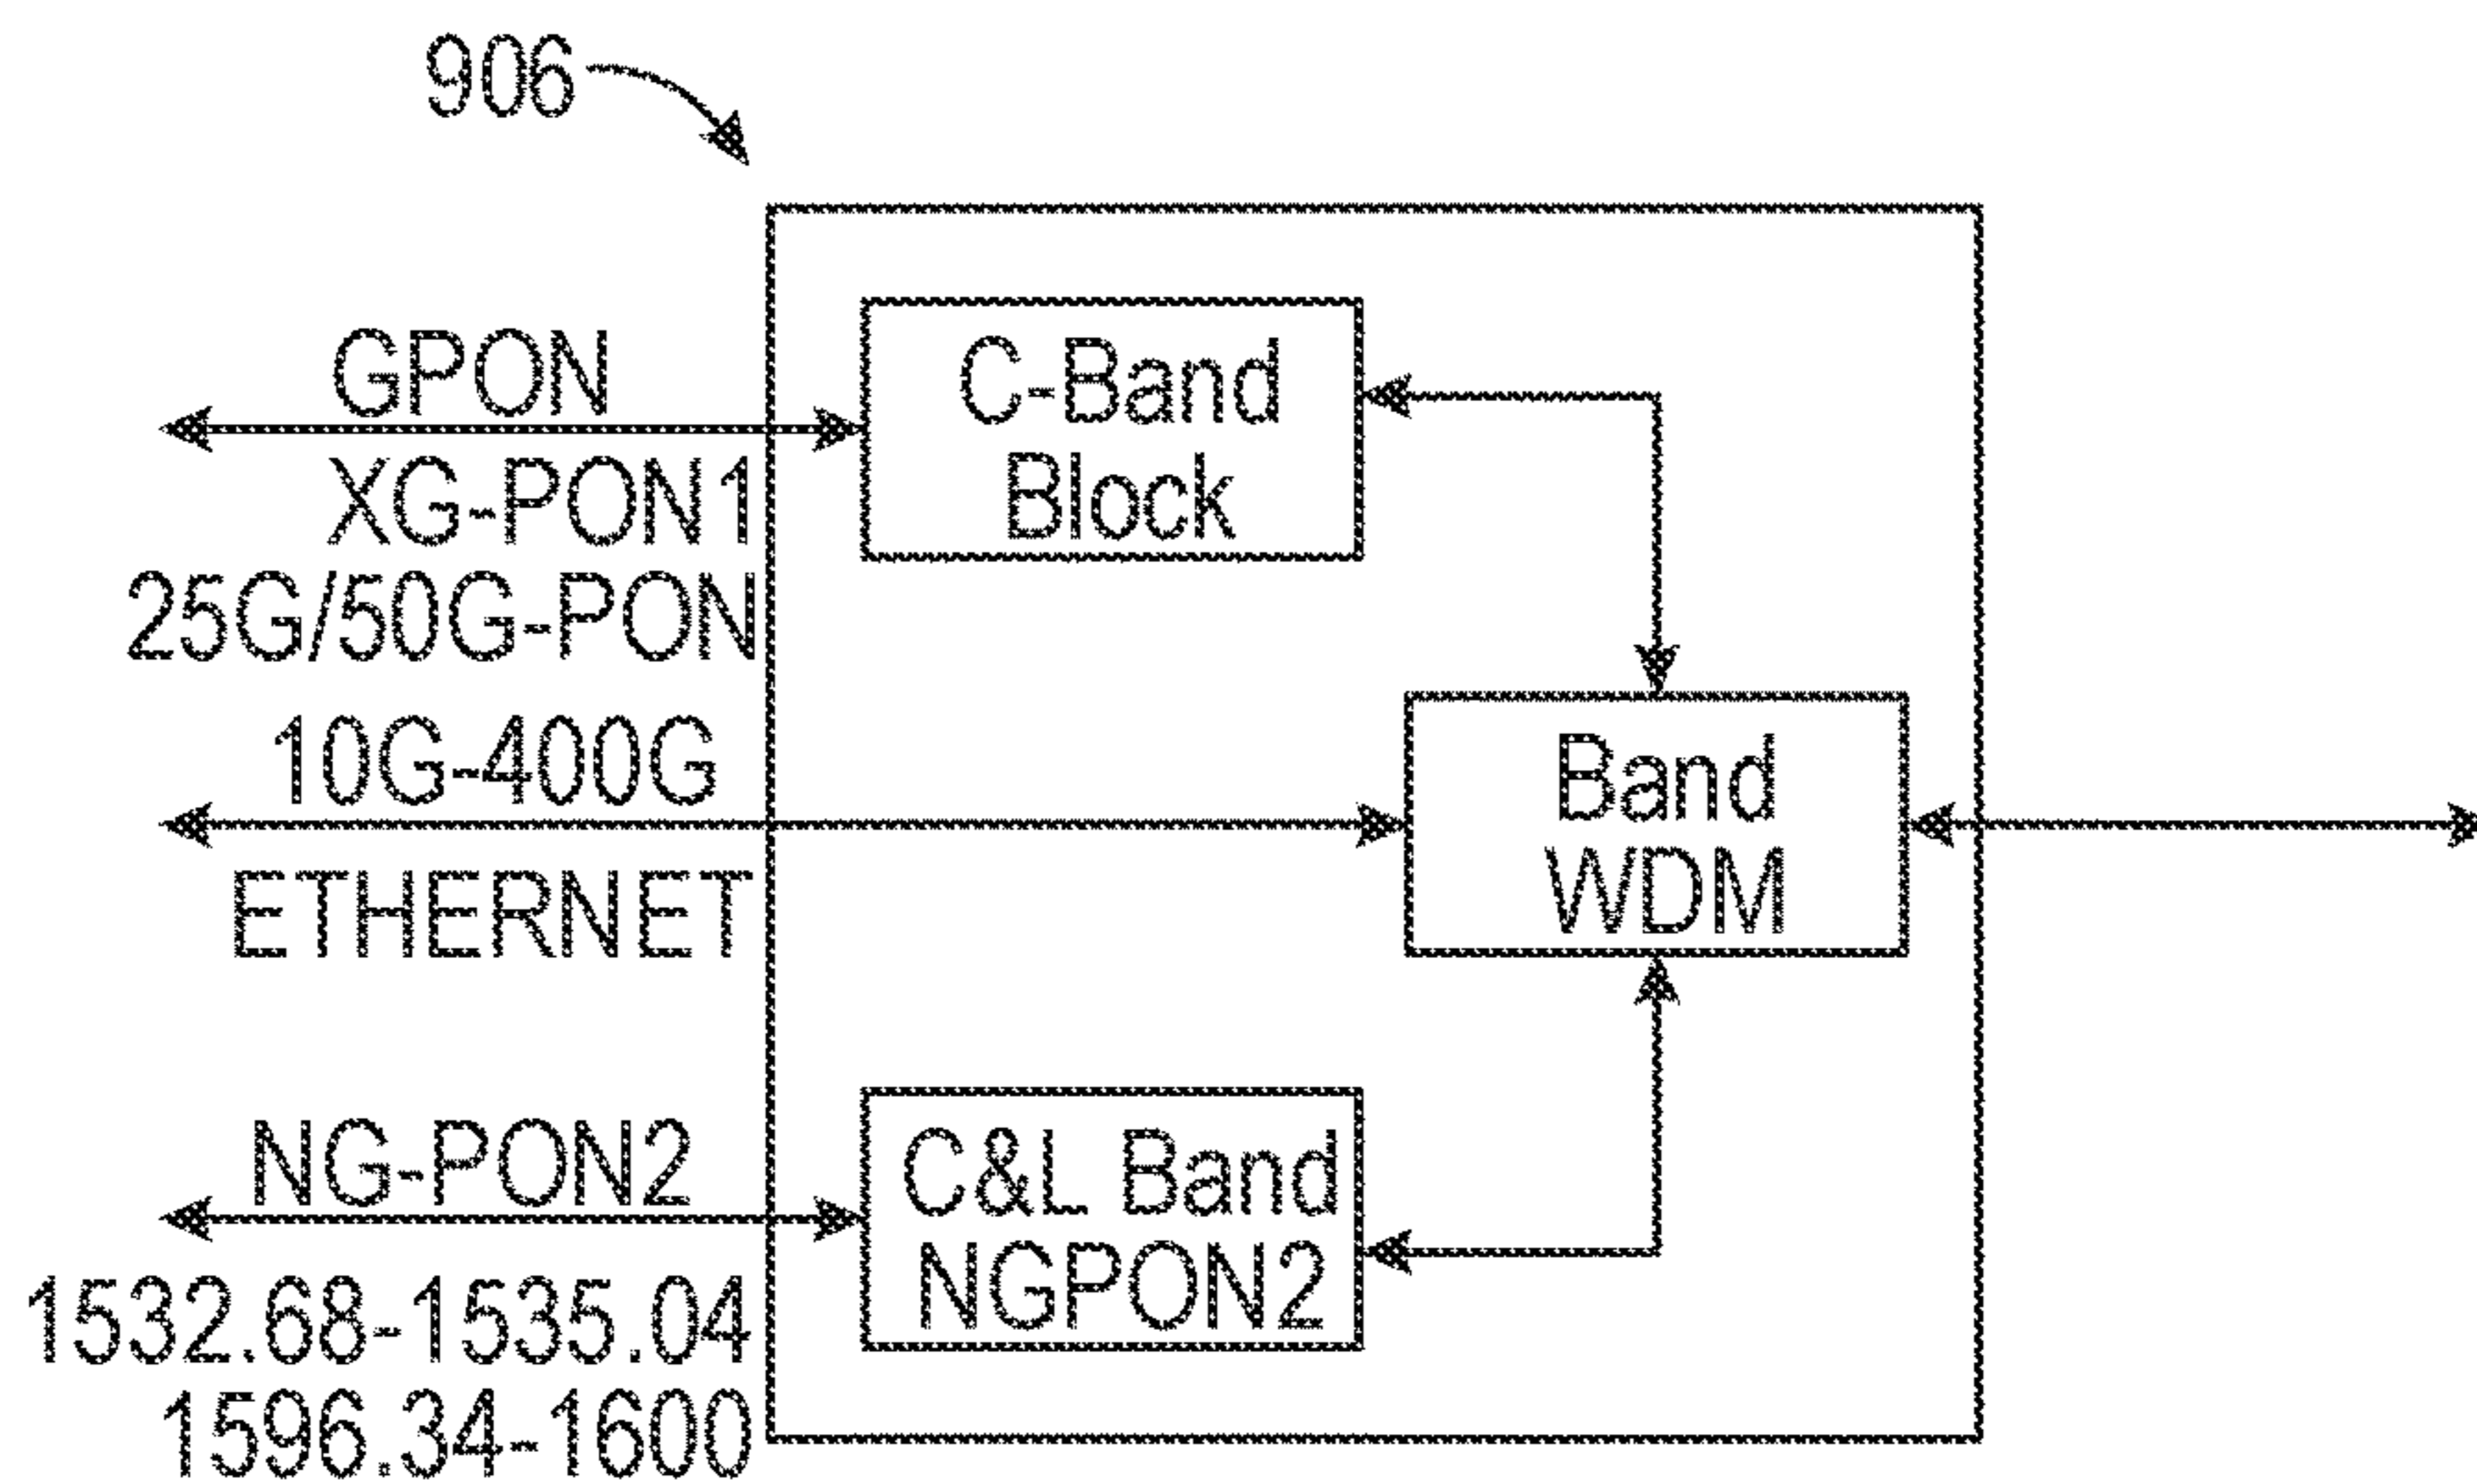 906
GPON
XG-PON1
25G/50G-PON
C-Band
Block
10G-400G
ETHERNET
Band
WDM
NG-PON2
1532.68-1535.04
1596.34-1600
C&L Band
NGPON2